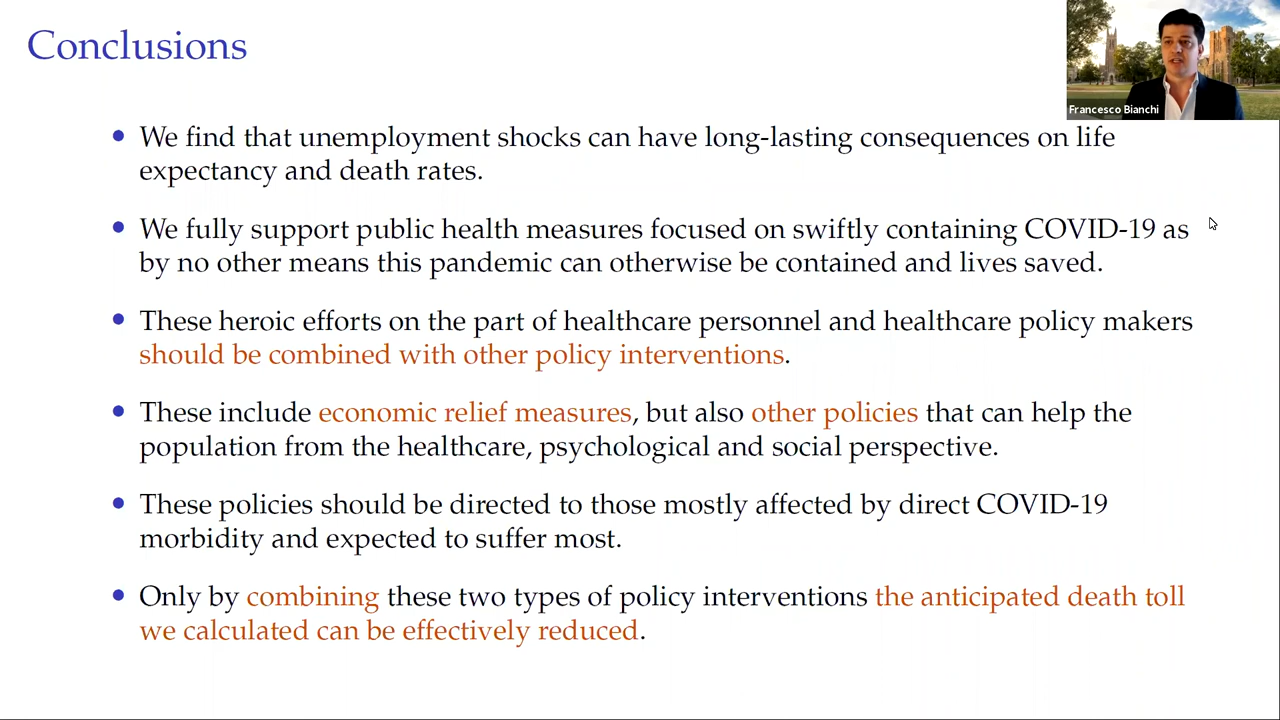 Conclusions
Francesco Bianchi
• We find that unemployment shocks can have long-lasting consequences on life
expectancy and death rates.
• We fully support public health measures focused on swiftly containing COVID-19 as
by no other means this pandemic can otherwise be contained and lives saved.
• These heroic efforts on the part of healthcare personnel and healthcare policy makers
should be combined with other policy interventions.
• These include economic relief measures, but also other policies that can help the
population from the healthcare, psychological and social perspective.
• These policies should be directed to those mostly affected by direct COVID-19
morbidity and expected to suffer most.
• Only by combining these two types of policy interventions the anticipated death toll
we calculated can be effectively reduced.